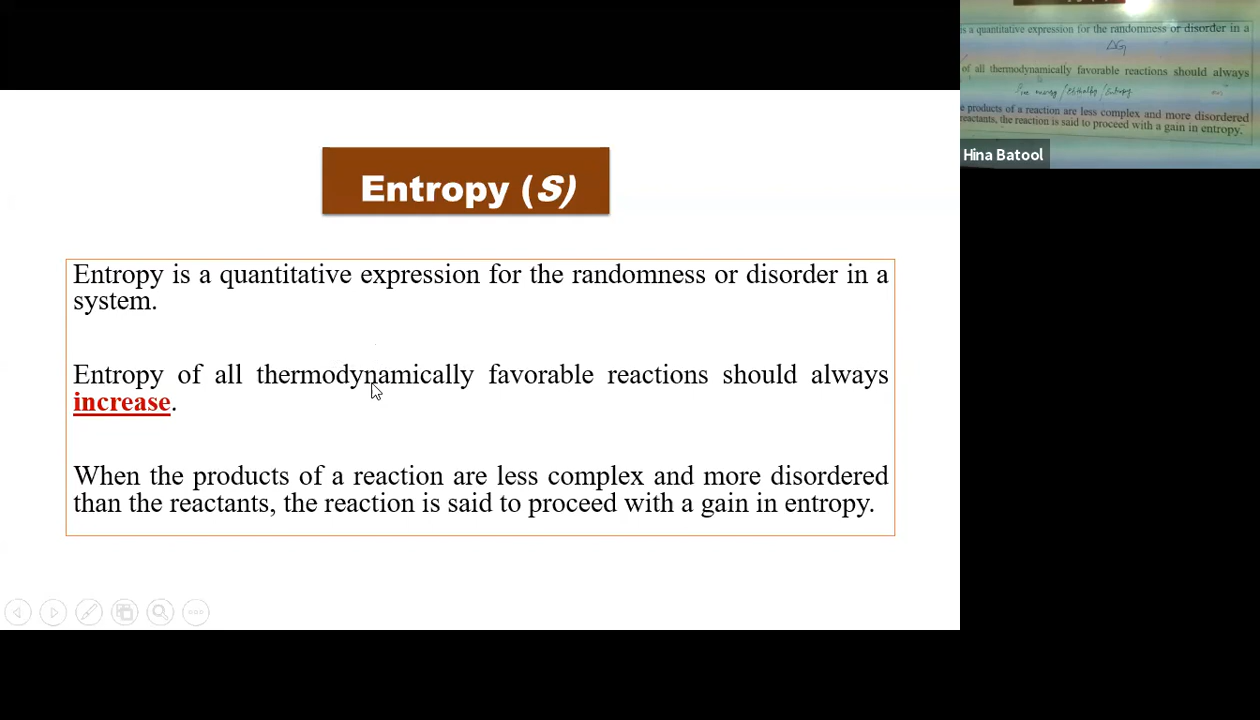 Entropy (S)
Entropy is a quantitative expression for the randomness or disorder in a
system.
Entropy of all thermodynamically favorable reactions should always
increase.
When the products of a reaction are less complex and more disordered
than the reactants, the reaction is said to proceed with a gain in entropy.
is a quantitative expression for the randomness or disorder in a
ΔG
of all thermodynamically favorable reactions should always
/ Enthalpy / Entropy
products of a reaction are less complex and more disordered
reactants, the reaction is said to proceed with a gain in entropy.
Hina Batool